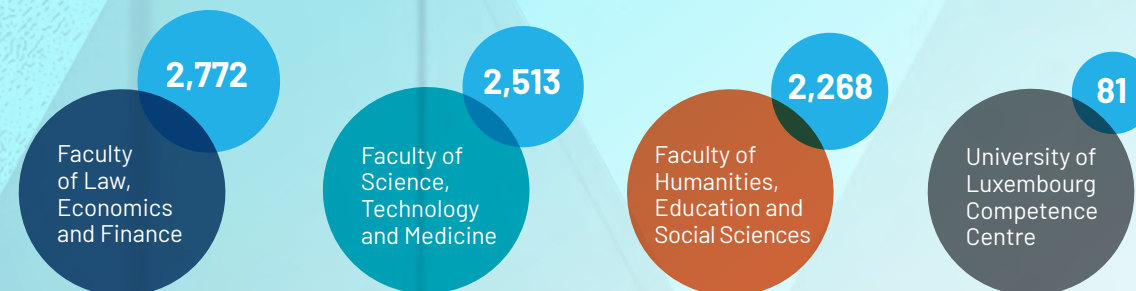 2,772
Faculty
of Law,
Economics
and Finance
2,513
Faculty of
Science,
Technology
and Medicine
2,268
Faculty of
Humanities,
Education and
Social Sciences
81
University of
Luxembourg
Competence
Centre